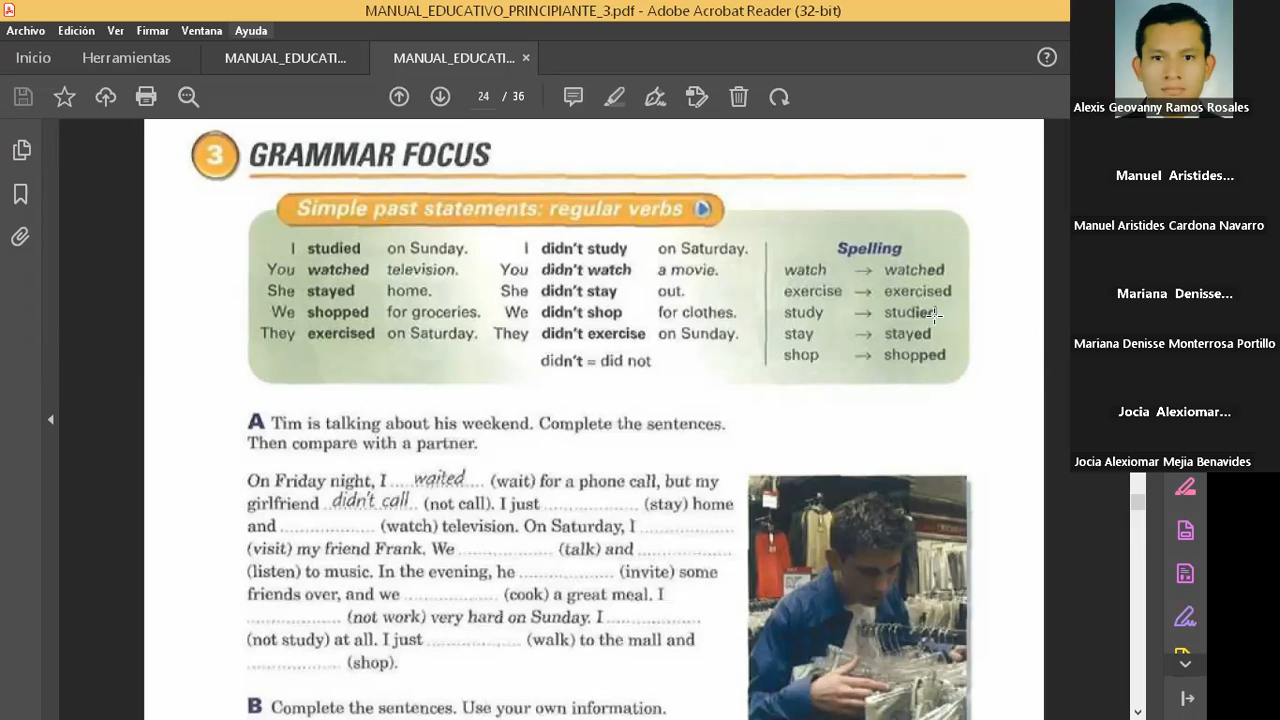 MANUAL_EDUCATIVO_PRINCIPIANTE_3.pdf - Adobe Acrobat Reader (32-bit)
Archivo Edición Ver Firmar Ventana Ayuda
Inicio Herramientas MANUAL_EDUCATI... MANUAL_EDUCATI... ×
24 / 36
3 GRAMMAR FOCUS
Simple past statements: regular verbs
I studied on Sunday. I didn't study on Saturday.
You watched television. You didn't watch a movie.
She stayed home. She didn't stay out.
We shopped for groceries. We didn't shop for clothes.
They exercised on Saturday. They didn't exercise on Sunday.
didn't = did not
Spelling
watch → watched
exercise → exercised
study → studied
stay → stayed
shop → shopped
A Tim is talking about his weekend. Complete the sentences.
Then compare with a partner.
On Friday night, I ....waited.... (wait) for a phone call, but my
girlfriend ..didn't call.. (not call). I just .................... (stay) home
and .................... (watch) television. On Saturday, I ....................
(visit) my friend Frank. We .................... (talk) and ....................
(listen) to music. In the evening, he .................... (invite) some
friends over, and we .................... (cook) a great meal. I
.................... (not work) very hard on Sunday. I ....................
(not study) at all. I just .................... (walk) to the mall and
.................... (shop).
B Complete the sentences. Use your own information.
Alexis Geovanny Ramos Rosales
Manuel Aristides...
Manuel Aristides Cardona Navarro
Mariana Denisse...
Mariana Denisse Monterrosa Portillo
Jocia Alexiomar...
Jocia Alexiomar Mejia Benavides